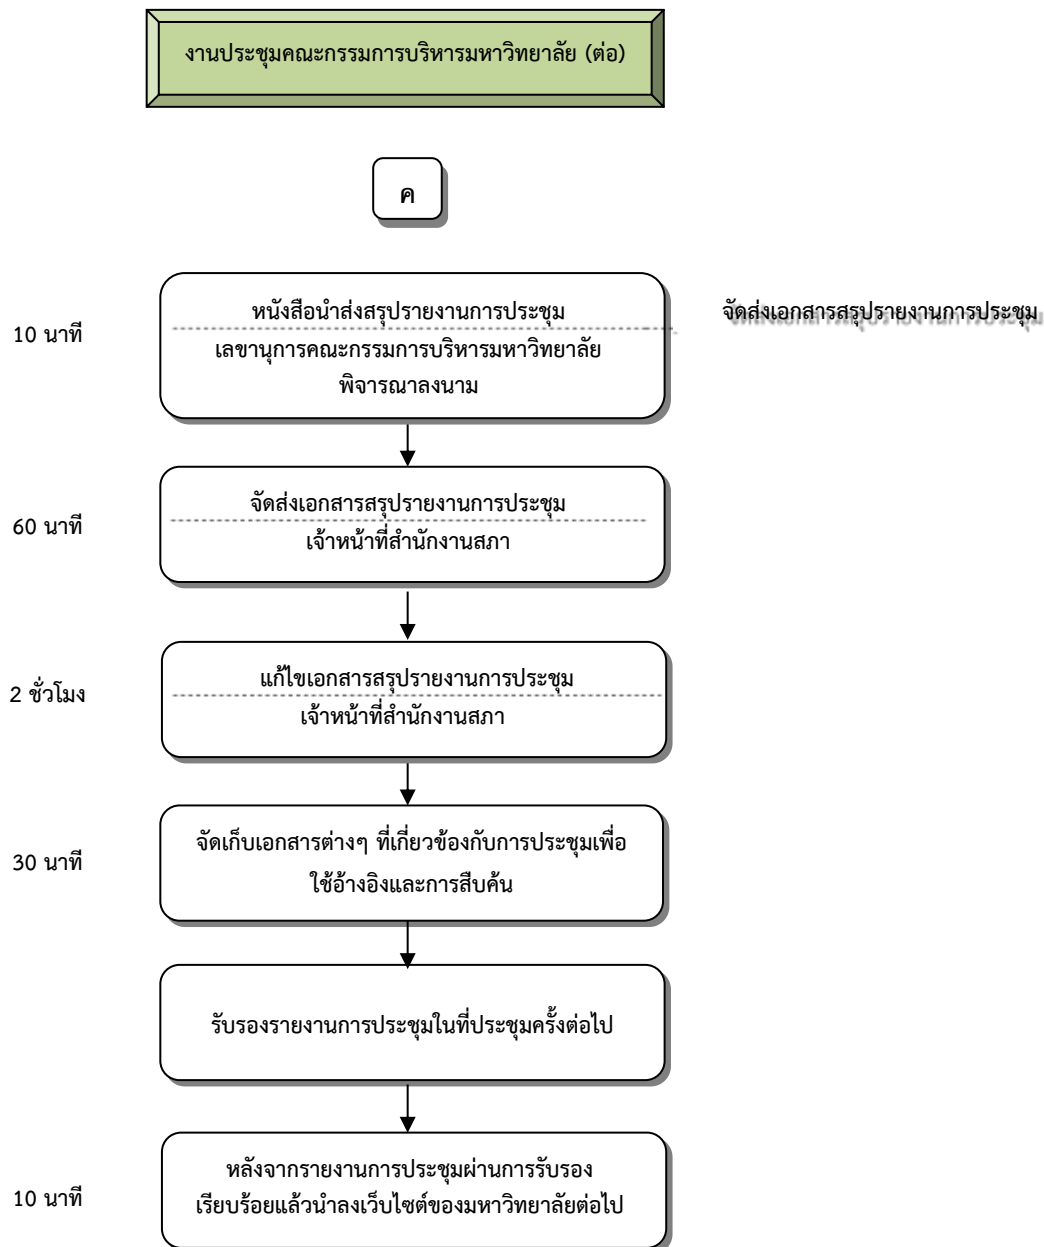 งานประชุมคณะกรรมการบริหารมหาวิทยาลัย (ต่อ)
ค
10 นาที
หนังสือนำส่งสรุปรายงานการประชุม
เลขานุการคณะกรรมการบริหารมหาวิทยาลัย
พิจารณาลงนาม
จัดส่งเอกสารสรุปรายงานการประชุม
60 นาที
จัดส่งเอกสารสรุปรายงานการประชุม
เจ้าหน้าที่สำนักงานสภา
2 ชั่วโมง
แก้ไขเอกสารสรุปรายงานการประชุม
เจ้าหน้าที่สำนักงานสภา
30 นาที
จัดเก็บเอกสารต่างๆ ที่เกี่ยวข้องกับการประชุมเพื่อ
ใช้อ้างอิงและการสืบค้น
รับรองรายงานการประชุมในที่ประชุมครั้งต่อไป
10 นาที
หลังจากรายงานการประชุมผ่านการรับรอง
เรียบร้อยแล้วนำลงเว็บไซต์ของมหาวิทยาลัยต่อไป